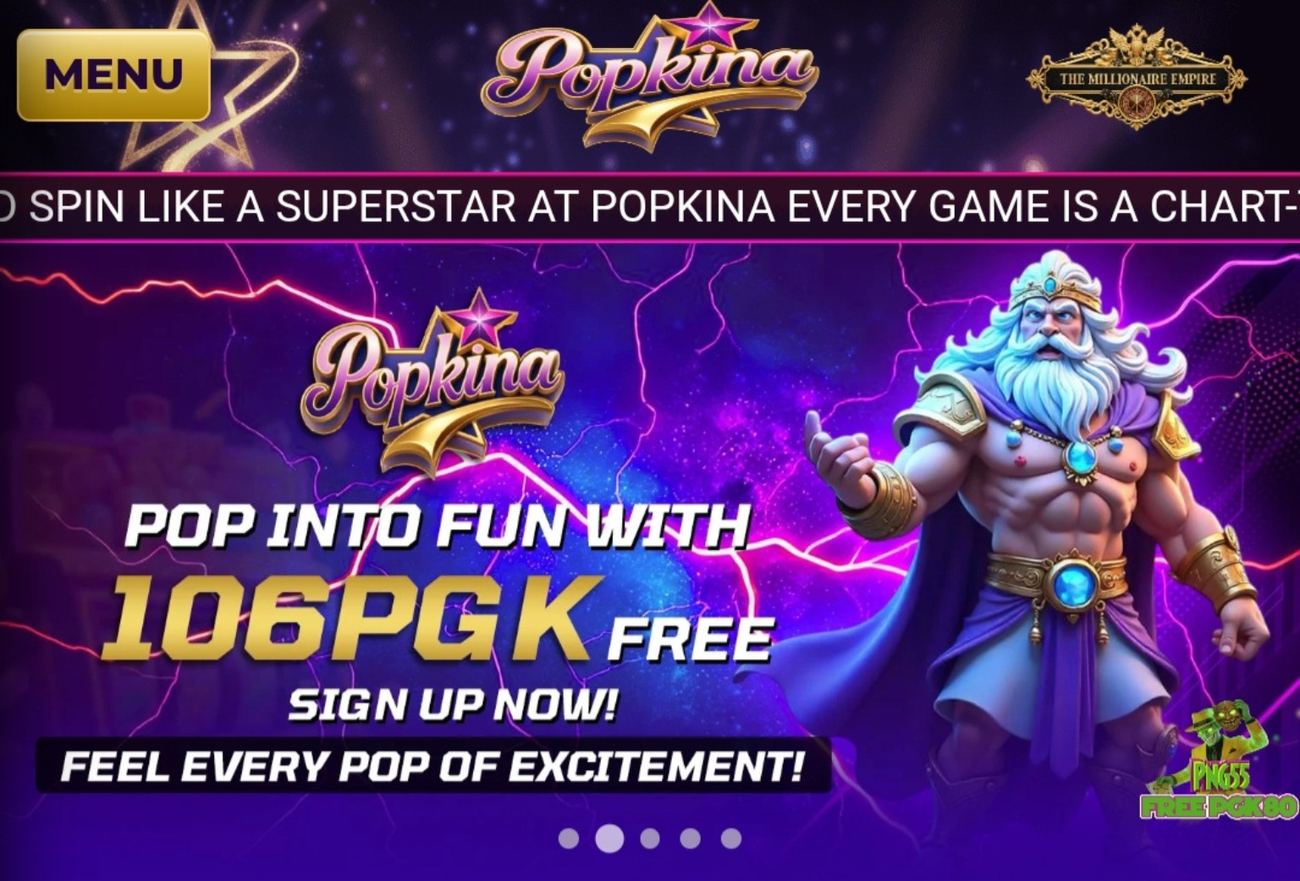 MENU
Popkina
THE MILLIONAIRE EMPIRE
SPIN LIKE A SUPERSTAR AT POPKINA EVERY GAME IS A CHART-
Popkina
POP INTO FUN WITH
106PGK FREE
SIGN UP NOW!
FEEL EVERY POP OF EXCITEMENT!
PNG55
FREE PGK80